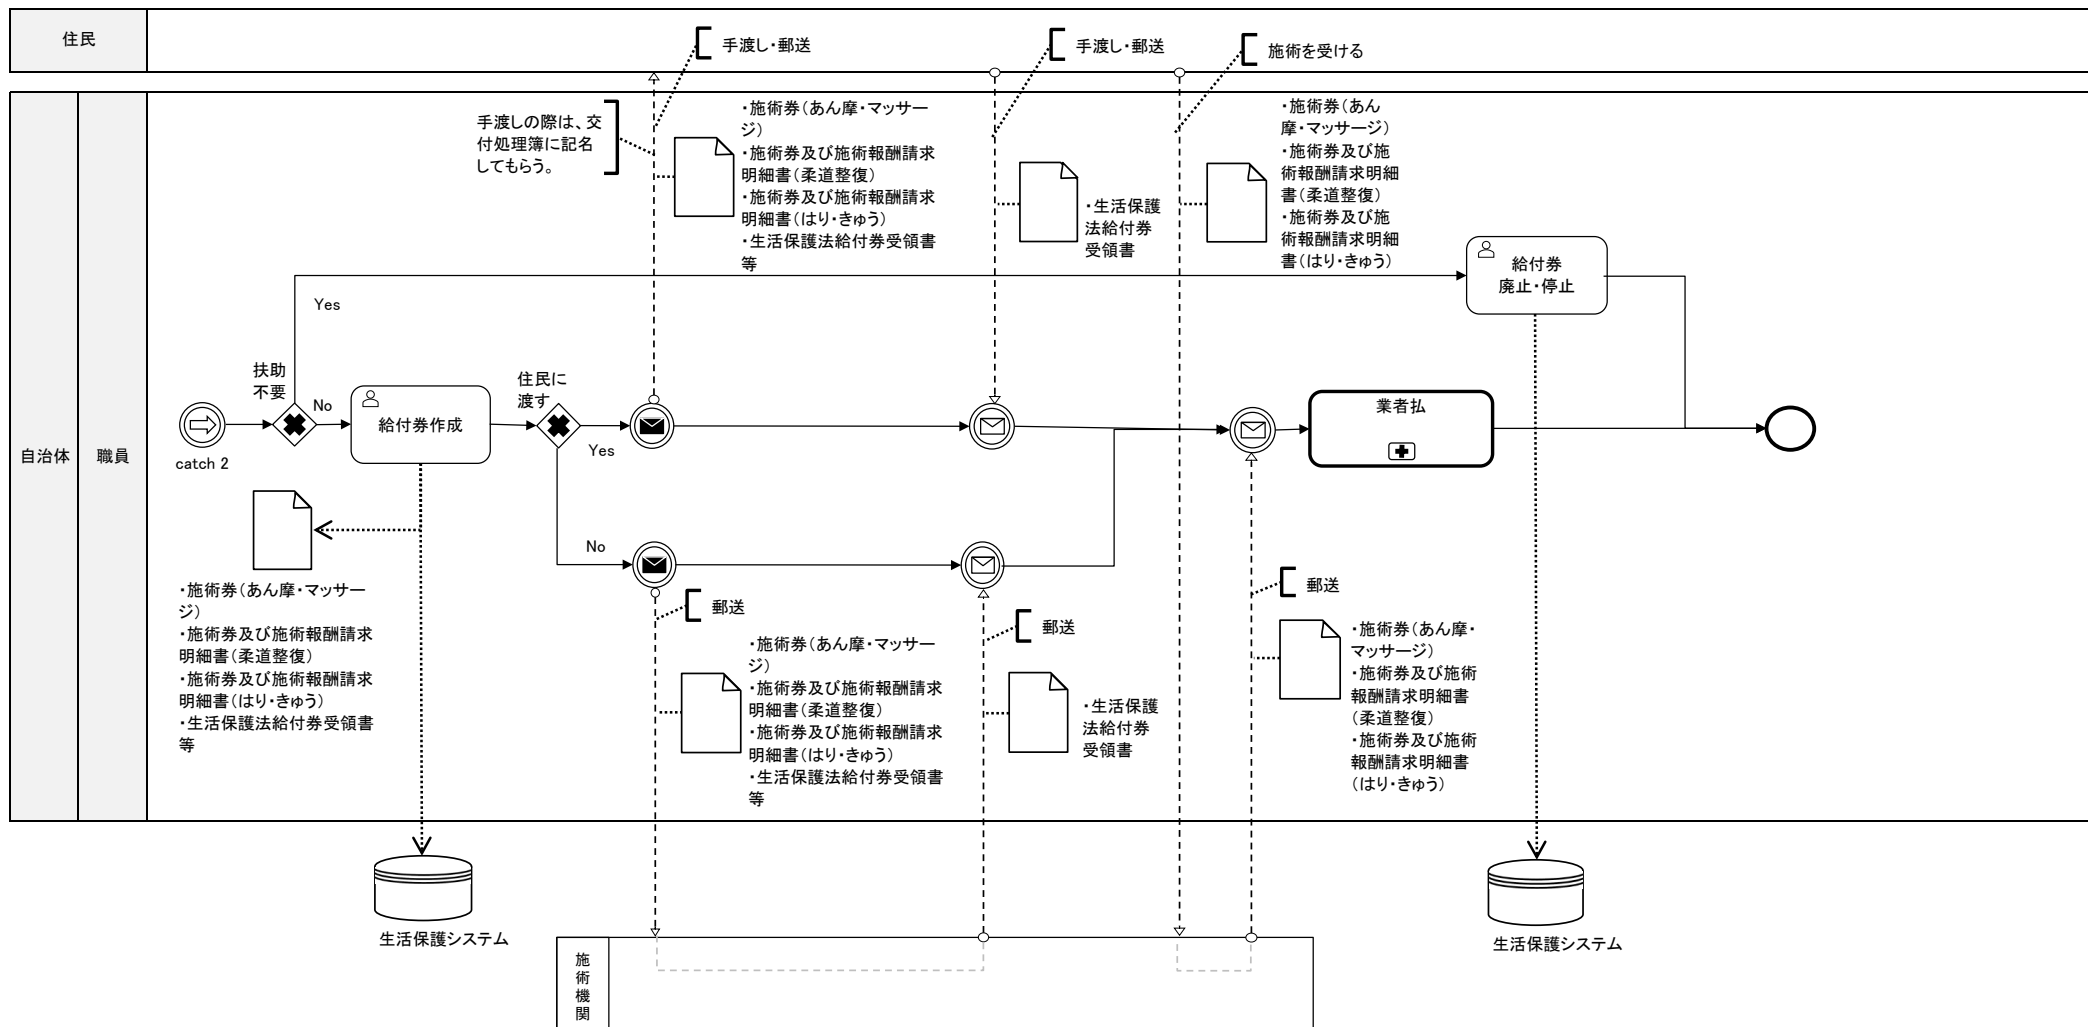 住民
手渡し・郵送
手渡し・郵送
施術を受ける
自治体
職員
手渡しの際は、交
付処理簿に記名
してもらう。
・施術券（あん摩・マッサー
ジ）
・施術券及び施術報酬請求
明細書（柔道整復）
・施術券及び施術報酬請求
明細書（はり・きゅう）
・生活保護法給付券受領書
等
・生活保護
法給付券
受領書
・施術券（あん
摩・マッサージ）
・施術券及び施
術報酬請求明細
書（柔道整復）
・施術券及び施
術報酬請求明細
書（はり・きゅう）
給付券
廃止・停止
Yes
扶助
不要
No
catch 2
給付券作成
住民に
渡す
Yes
No
業者払
・施術券（あん摩・マッサー
ジ）
・施術券及び施術報酬請求
明細書（柔道整復）
・施術券及び施術報酬請求
明細書（はり・きゅう）
・生活保護法給付券受領書
等
郵送
・施術券（あん摩・マッサー
ジ）
・施術券及び施術報酬請求
明細書（柔道整復）
・施術券及び施術報酬請求
明細書（はり・きゅう）
・生活保護法給付券受領書
等
郵送
・生活保護
法給付券
受領書
郵送
・施術券（あん摩・
マッサージ）
・施術券及び施術
報酬請求明細書
（柔道整復）
・施術券及び施術
報酬請求明細書
（はり・きゅう）
生活保護システム
生活保護システム
施
術
機
関